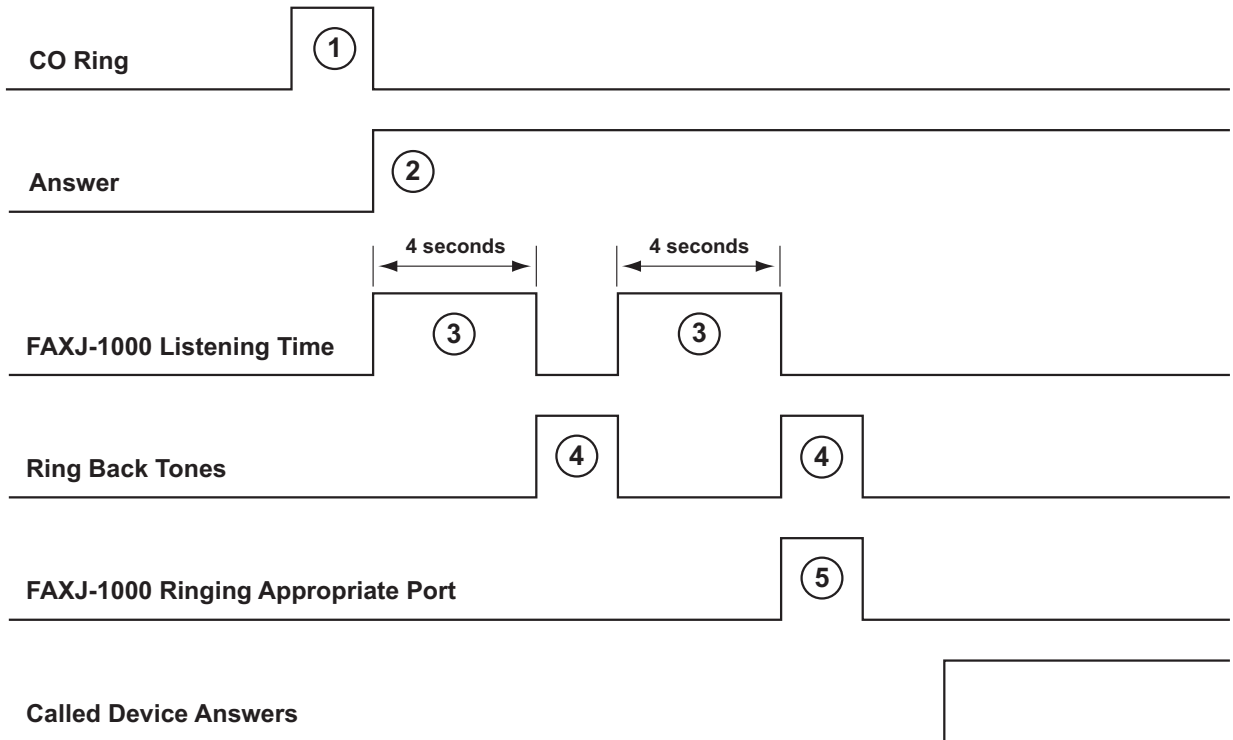 CO Ring
1
Answer
2
4 seconds
4 seconds
FAXJ-1000 Listening Time
3
3
Ring Back Tones
4
4
FAXJ-1000 Ringing Appropriate Port
5
Called Device Answers